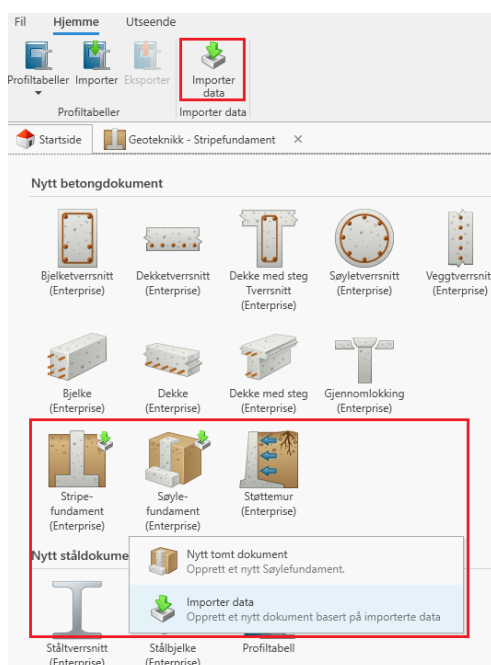 Fil Hjemme Utseende
Profiltabeller Importer Eksporter Importer
data
Profiltabeller Importer data
Startside Geoteknikk - Stripefundament ×
Nytt betongdokument
Bjelketverrsnitt Dekketverrsnitt Dekke med steg Søyletverrsnitt Veggtverrsnit
(Enterprise) (Enterprise) Tverrsnitt (Enterprise) (Enterprise)
(Enterprise)
Bjelke Dekke Dekke med steg Gjennomlokking
(Enterprise) (Enterprise) (Enterprise) (Enterprise)
Stripe- Søyle- Støttemur
fundament fundament (Enterprise)
(Enterprise) (Enterprise)
Nytt tomt dokument
Nytt ståldokume Opprett et nytt Søylefundament.
Importer data
Opprett et nytt dokument basert på importerte data
Ståltverrsnitt Stålbjelke Profiltabell
(Enterprise) (Enterprise)